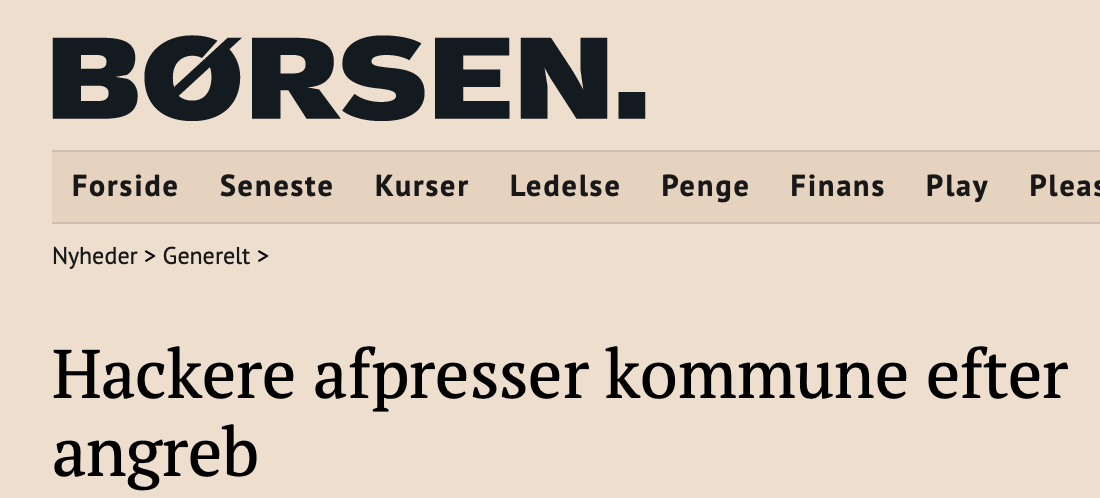 BØRSEN.
Forside Seneste Kurser Ledelse Penge Finans Play
Nyheder > Generelt >
Hackere afpresser kommune efter
angreb